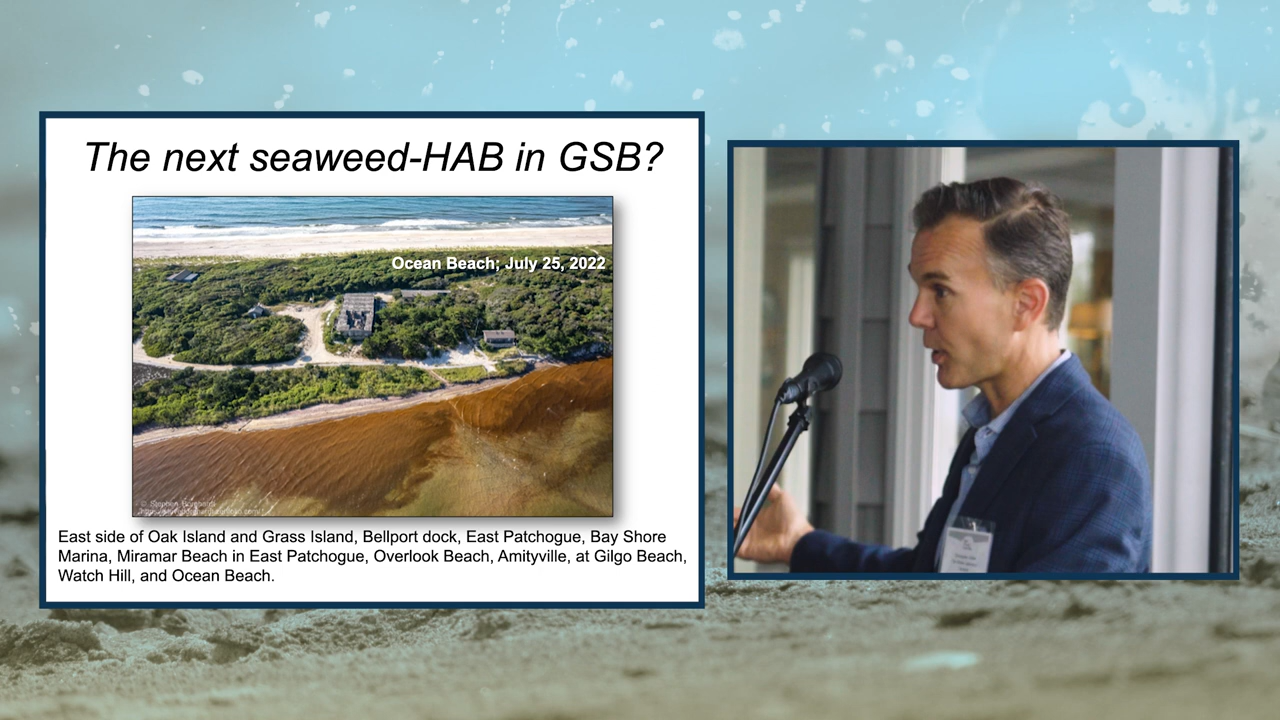 The next seaweed-HAB in GSB?
Ocean Beach; July 25, 2022
East side of Oak Island and Grass Island, Bellport dock, East Patchogue, Bay Shore
Marina, Miramar Beach in East Patchogue, Overlook Beach, Amityville, at Gilgo Beach,
Watch Hill, and Ocean Beach.